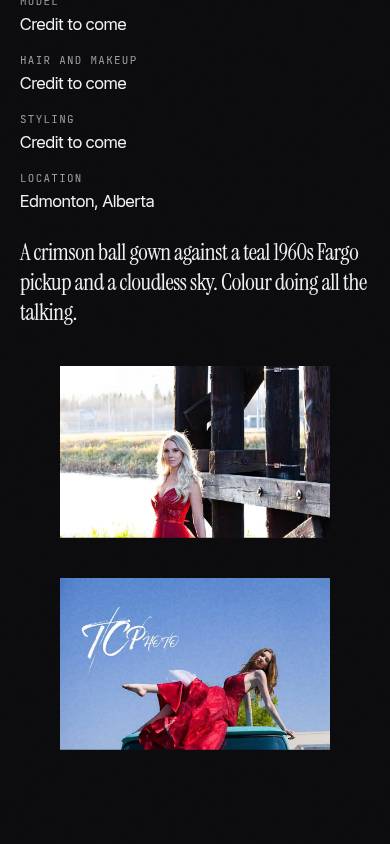 MODEL
Credit to come
HAIR AND MAKEUP
Credit to come
STYLING
Credit to come
LOCATION
Edmonton, Alberta
A crimson ball gown against a teal 1960s Fargo
pickup and a cloudless sky. Colour doing all the
talking.
TCPHOTO